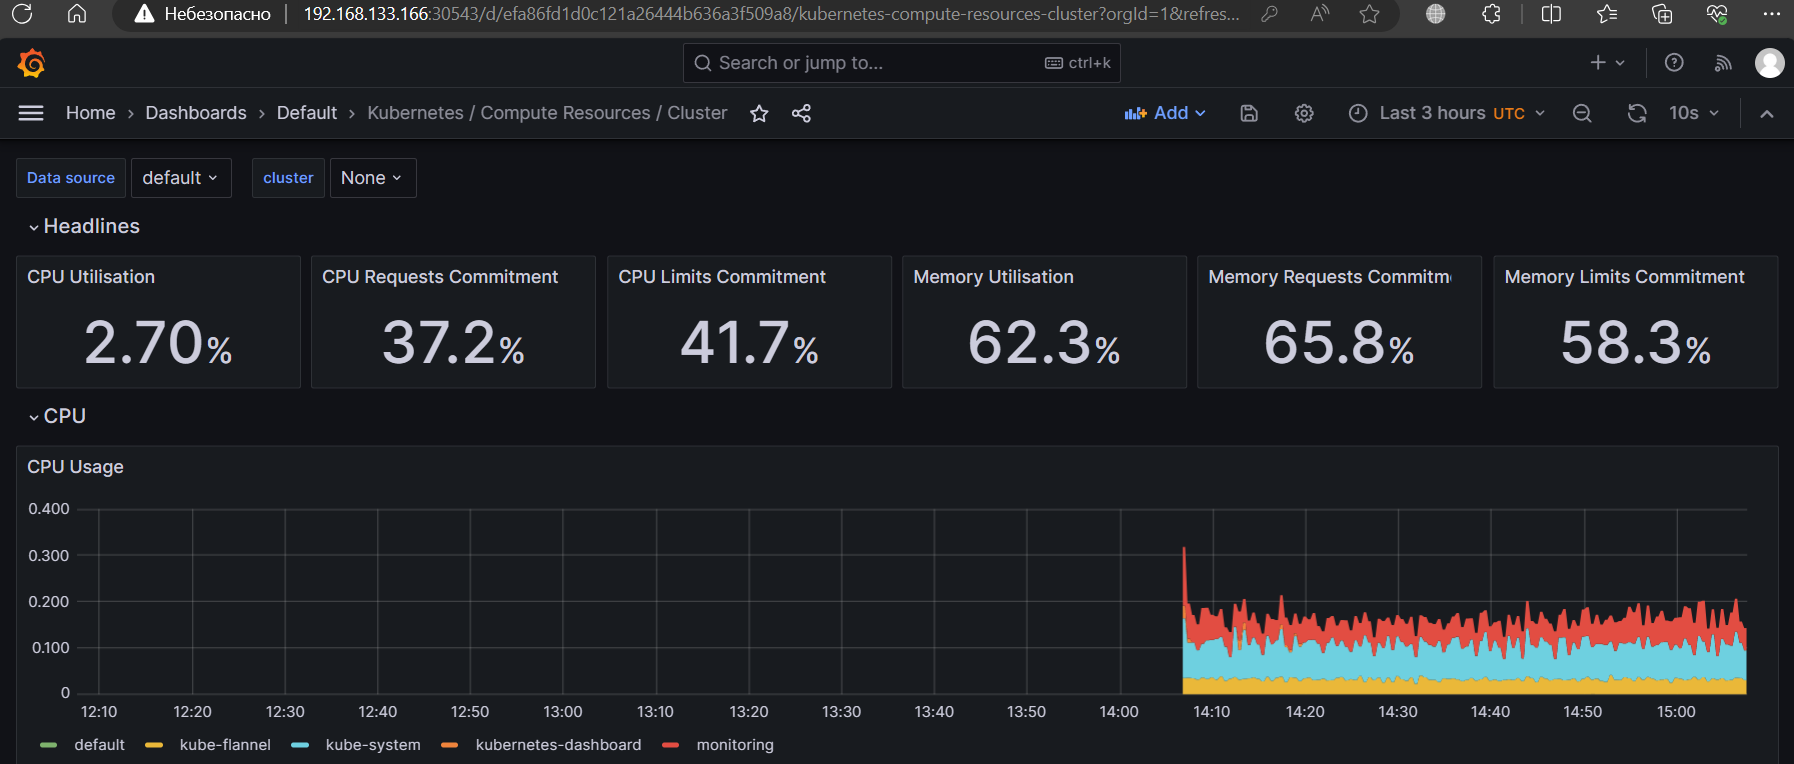 Небезопасно 192.168.133.166:30543/d/efa86fd1d0c121a26444b636a3f509a8/kubernetes-compute-resources-cluster?orgId=1&refres...
Search or jump to... ctrl+k
Home › Dashboards › Default › Kubernetes / Compute Resources / Cluster Add Last 3 hours UTC 10s
Data source default cluster None
Headlines
CPU Utilisation CPU Requests Commitment CPU Limits Commitment Memory Utilisation Memory Requests Commitm Memory Limits Commitment
2.70% 37.2% 41.7% 62.3% 65.8% 58.3%
CPU
CPU Usage
0.400
0.300
0.200
0.100
0
12:10 12:20 12:30 12:40 12:50 13:00 13:10 13:20 13:30 13:40 13:50 14:00 14:10 14:20 14:30 14:40 14:50 15:00
default kube-flannel kube-system kubernetes-dashboard monitoring